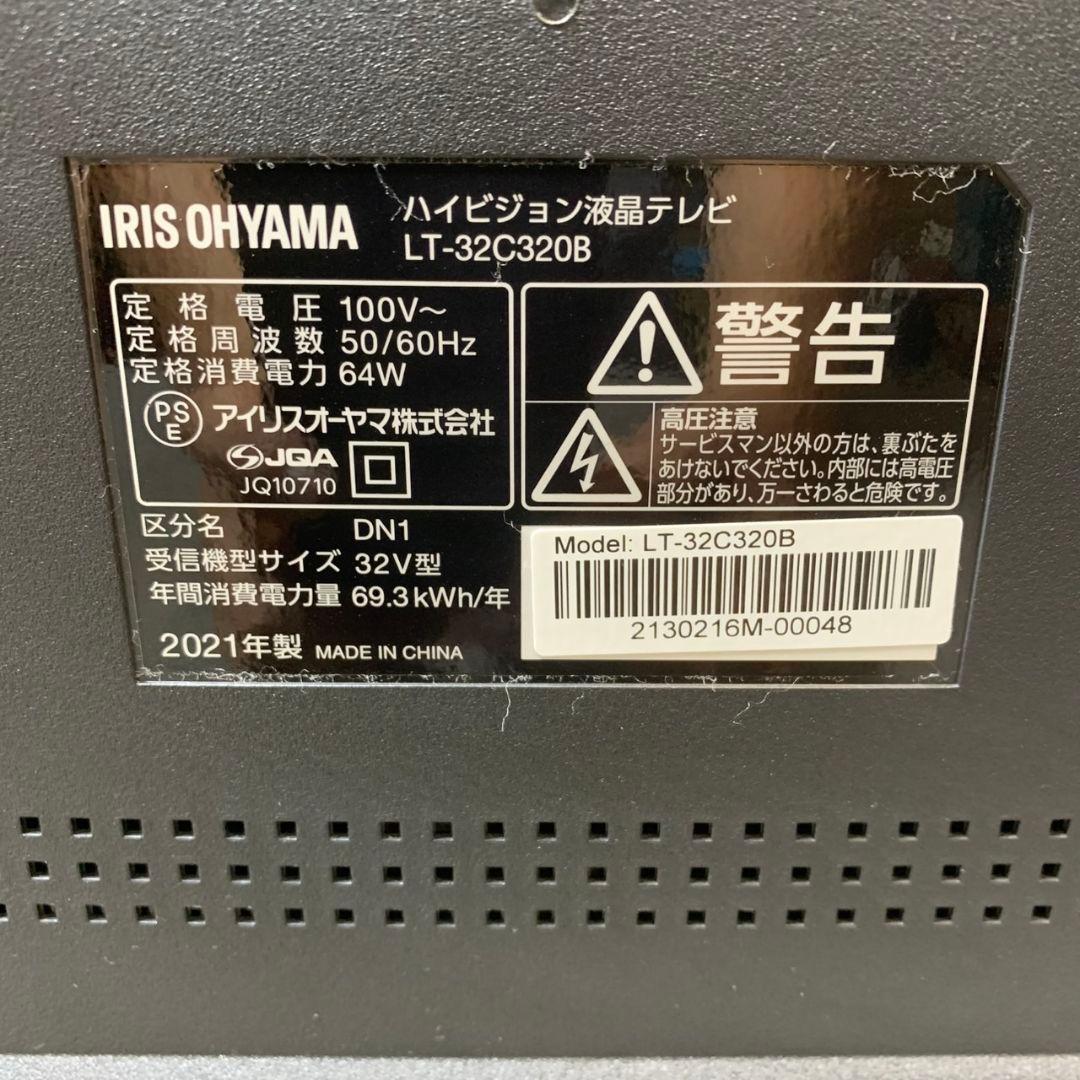 IRIS OHYAMA
ハイビジョン液晶テレビ
LT-32C320B
定格電圧 100V～
定格周波数 50/60Hz
定格消費電力 64W
PS
E
アイリスオーヤマ株式会社
JQA
JQ10710
区分名 DN1
受信機型サイズ 32V型
年間消費電力量 69.3kWh/年
2021年製 MADE IN CHINA
警告
高圧注意
サービスマン以外の方は、裏ぶたを
あけないでください。内部には高電圧
部分があり、万一さわると危険です。
Model: LT-32C320B
2130216M-00048